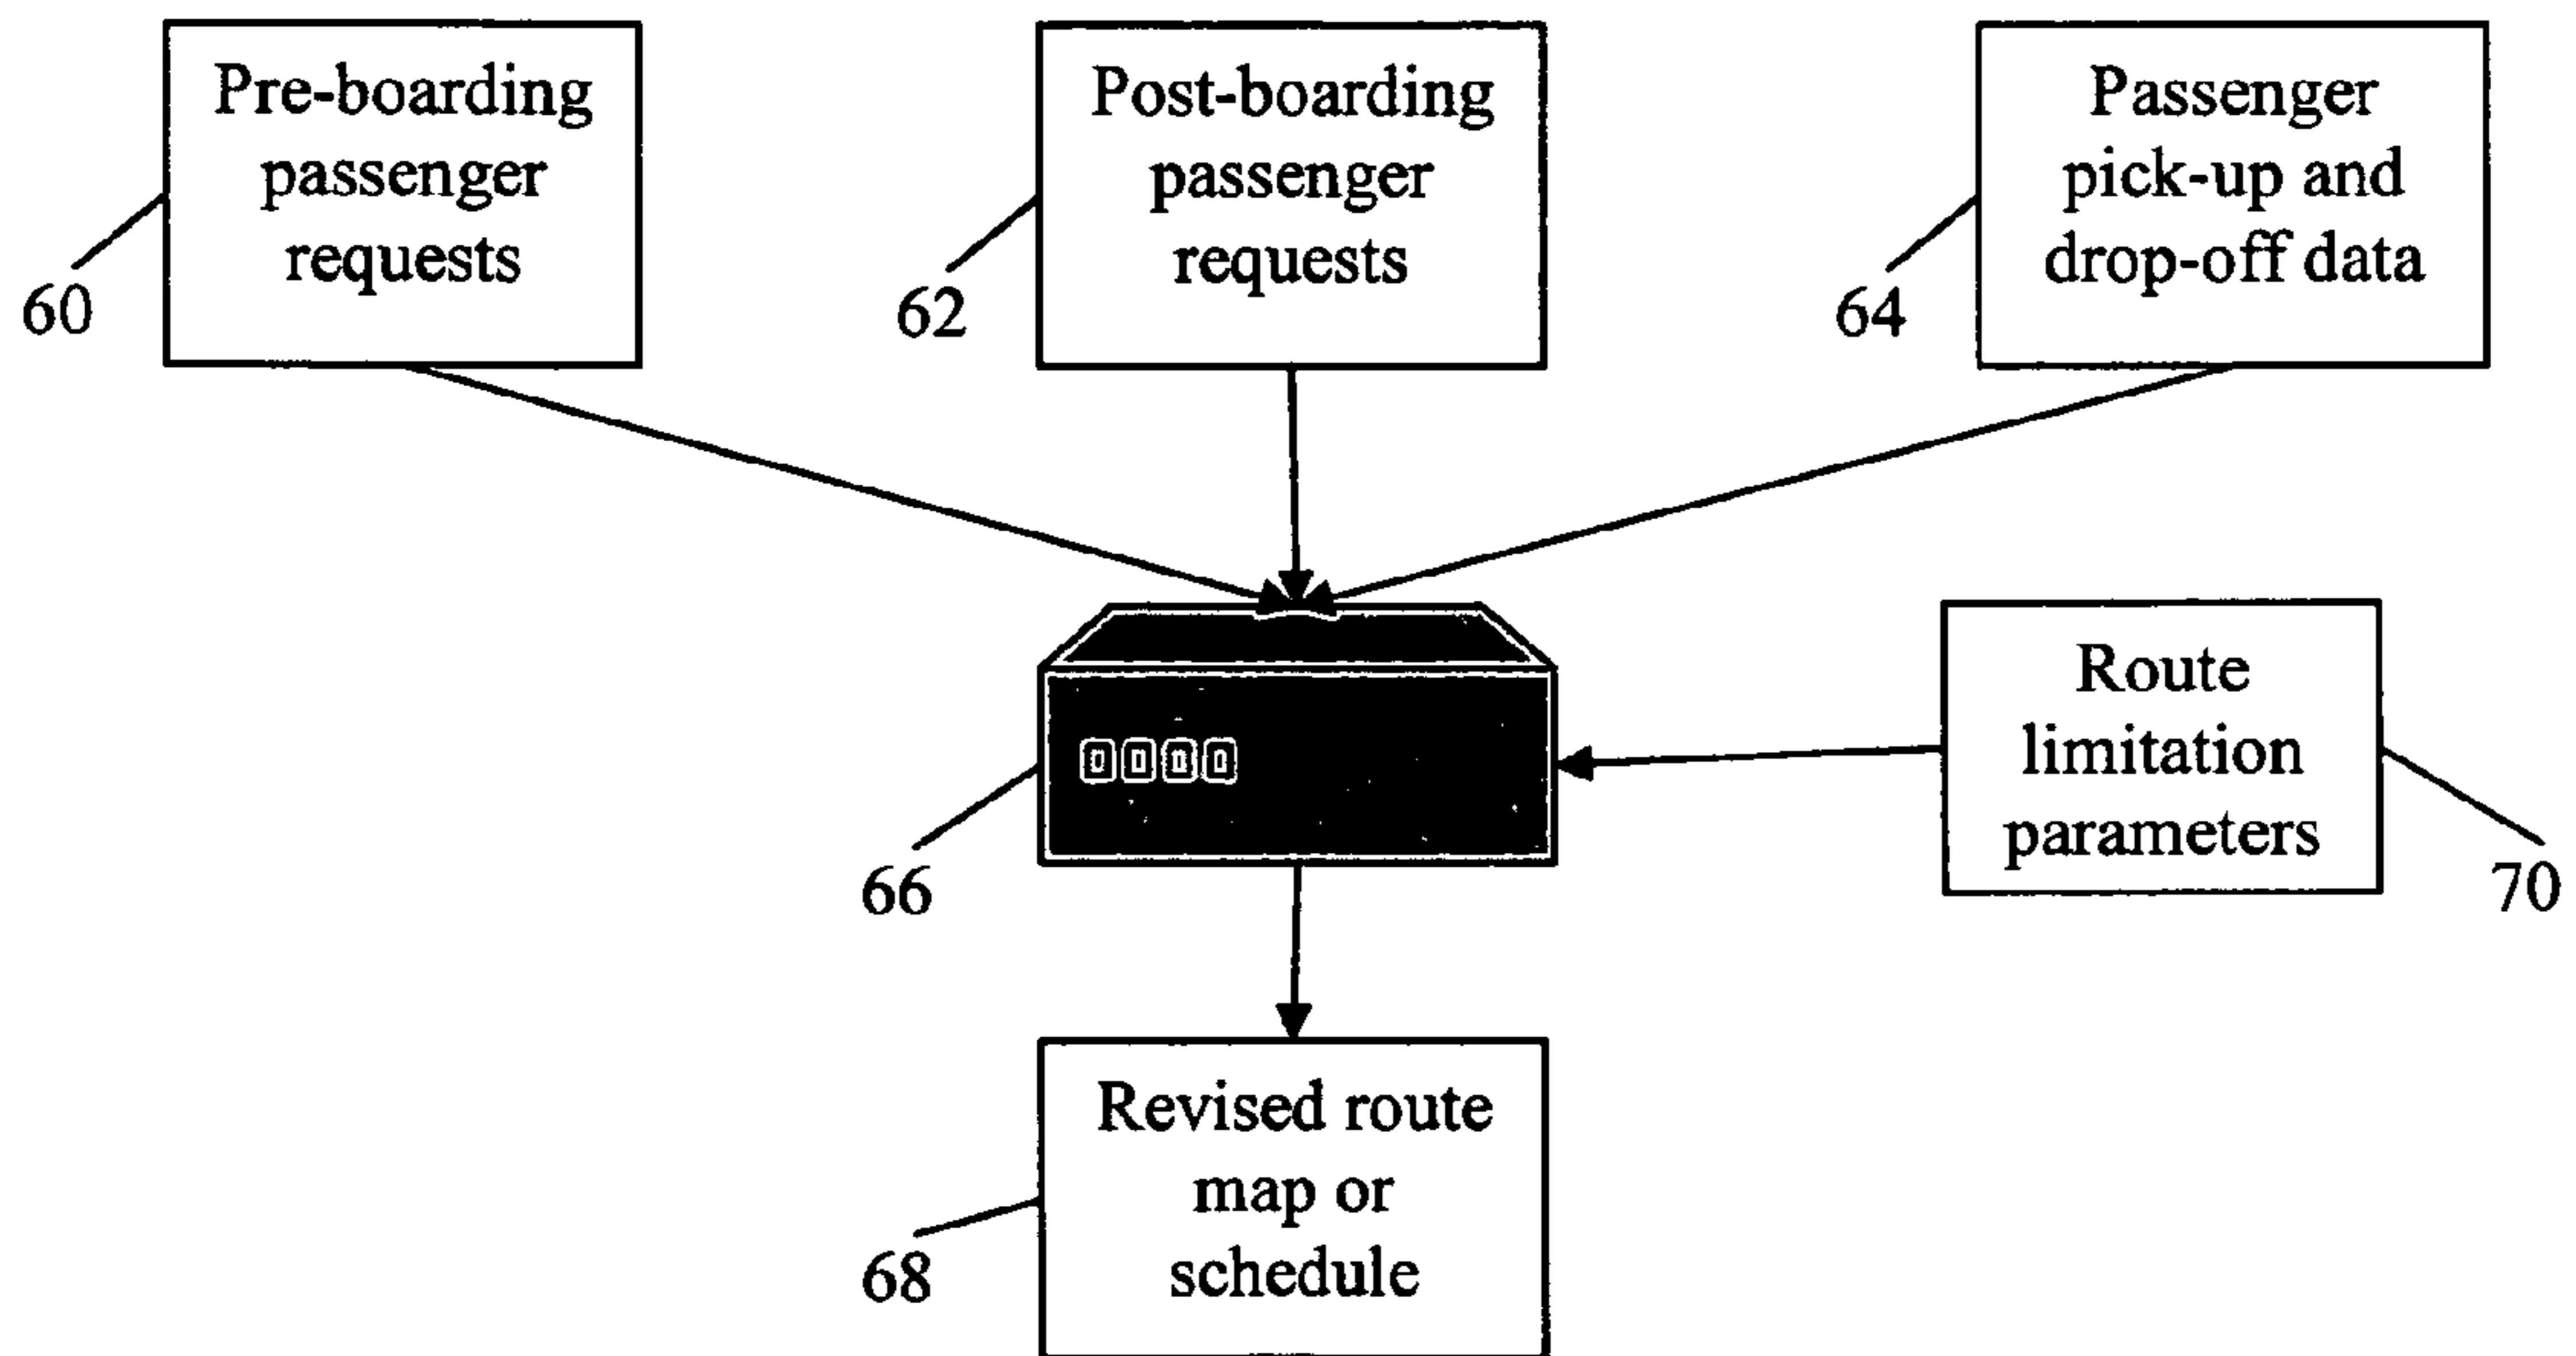 Pre-boarding
passenger
requests
60
Post-boarding
passenger
requests
62
Passenger
pick-up and
drop-off data
64
0000
66
Route
limitation
parameters
70
Revised route
map or
schedule
68